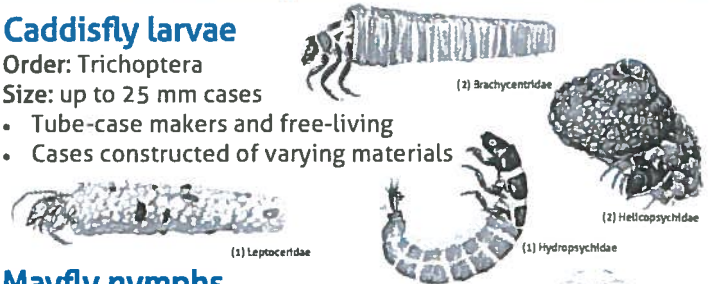 Caddisfly larvae
Order: Trichoptera
Size: up to 25 mm cases
• Tube-case makers and free-living
• Cases constructed of varying materials
(2) Brachycentridae
(2) Helicopsychidae
(1) Leptoceridae
(1) Hydropsychidae
Mayfly nymphs